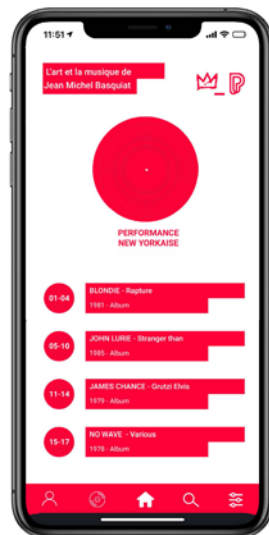 11:51
L'art et la musique de
Jean Michel Basquiat
PERFORMANCE
NEW YORKAISE
01-04
BLONDIE - Rapture
1981 - Album
05-10
JOHN LURIE - Stranger than
1985 - Album
11-14
JAMES CHANCE - Grutzi Elvis
1979 - Album
15-17
NO WAVE - Various
1978 - Album